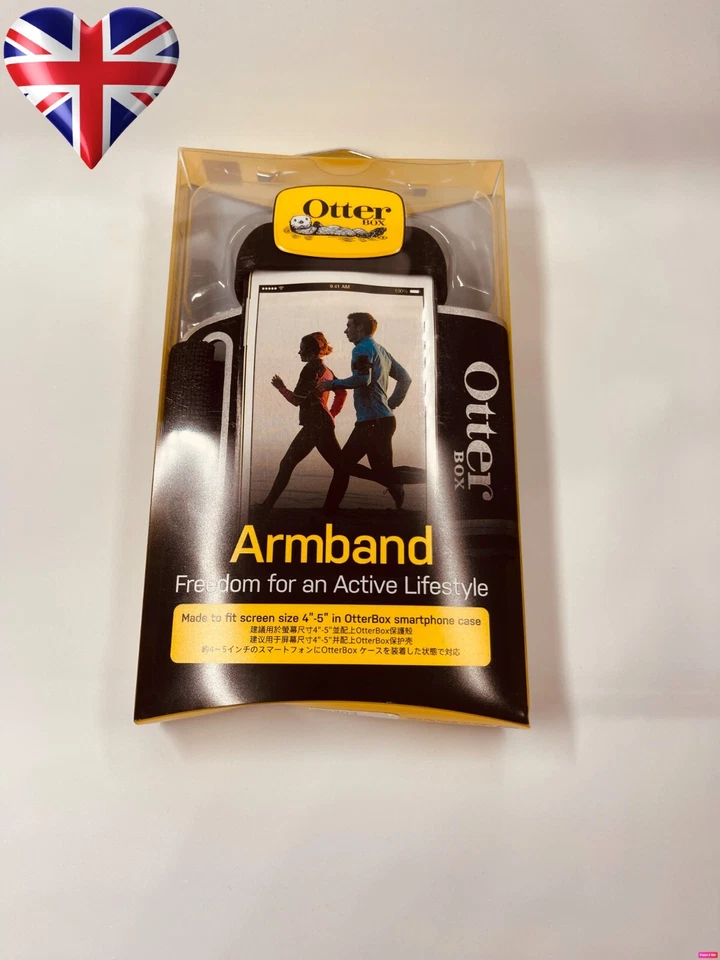 Otter
BOX
9:41 AM
100%
Otter
BOX
Armband
Freedom for an Active Lifestyle
Made to fit screen size 4"-5" in OtterBox smartphone case
建議用於螢幕尺寸4"-5"並配上OtterBox保護殼
建议用于屏幕尺寸4"-5"并配上OtterBox保护壳
約4~5インチのスマートフォンにOtterBox ケースを装着した状態で対応